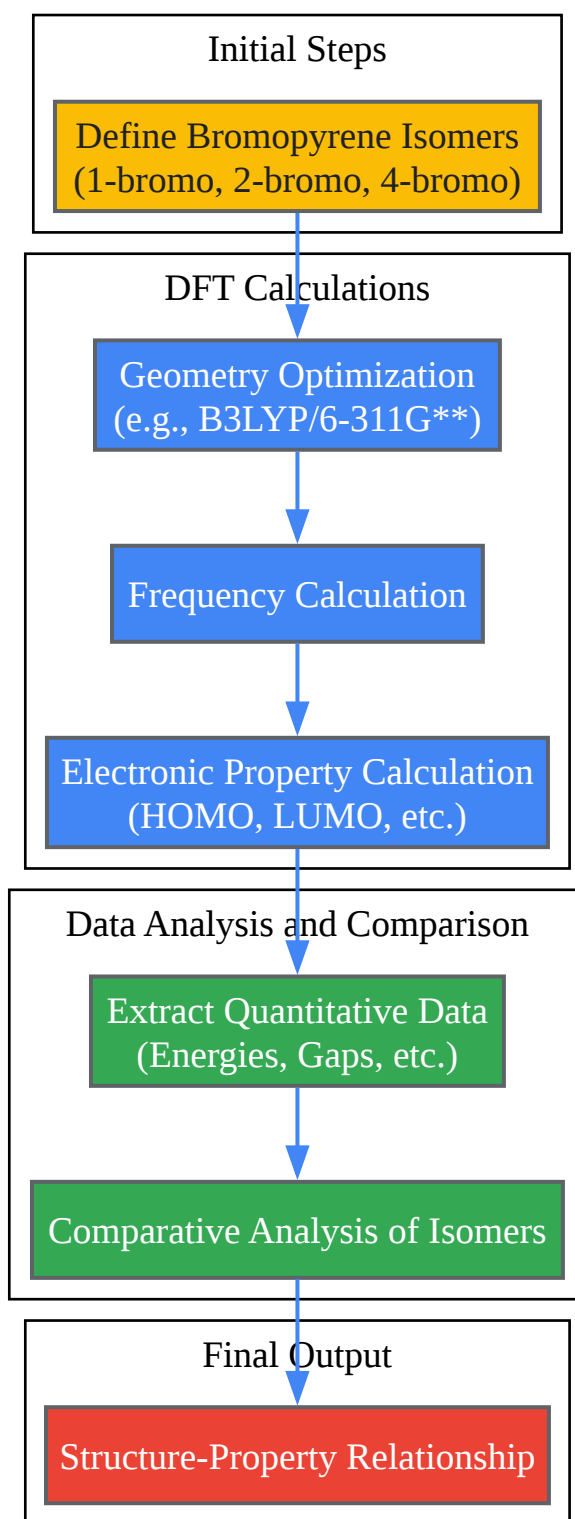 Initial Steps
Define Bromopyrene Isomers
(1-bromo, 2-bromo, 4-bromo)
DFT Calculations
Geometry Optimization
(e.g., B3LYP/6-311G**)
Frequency Calculation
Electronic Property Calculation
(HOMO, LUMO, etc.)
Data Analysis and Comparison
Extract Quantitative Data
(Energies, Gaps, etc.)
Comparative Analysis of Isomers
Final Output
Structure-Property Relationship